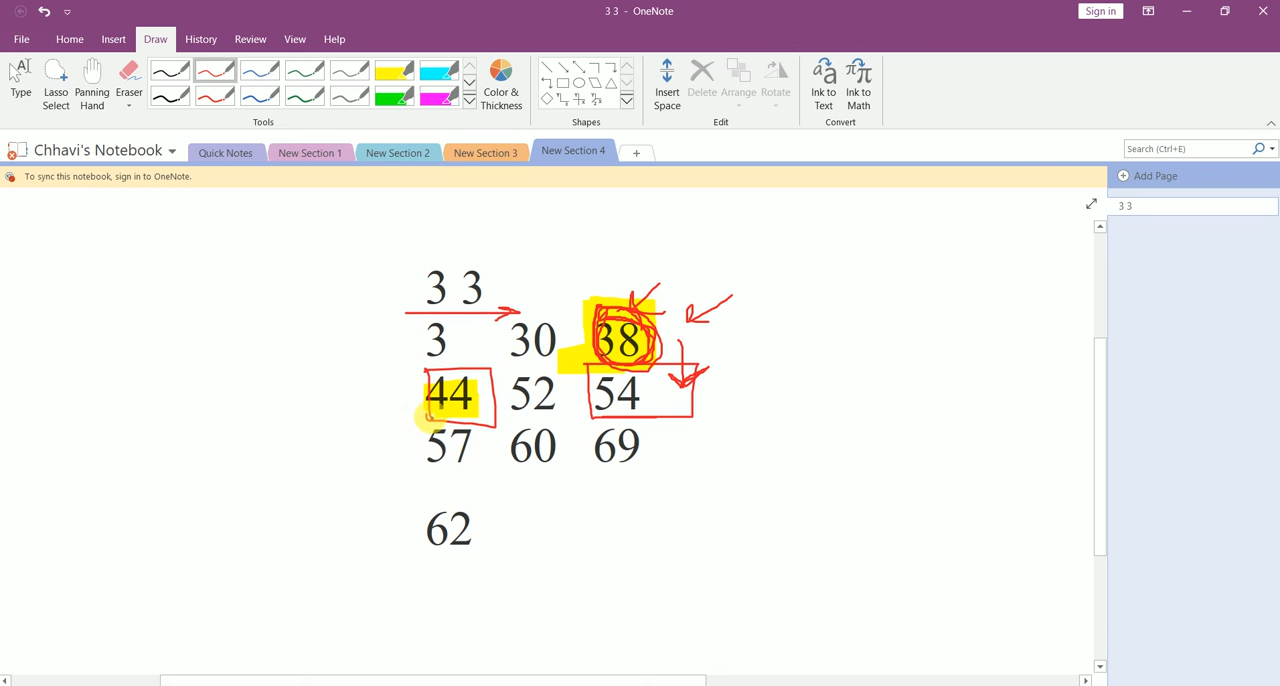 3 3 - OneNote
Sign in
File Home Insert Draw History Review View Help
Type
Lasso Select
Panning Hand
Eraser
Color & Thickness
Insert Space
Delete
Arrange
Rotate
Ink to Text
Ink to Math
Tools Shapes Edit Convert
Chhavi's Notebook Quick Notes New Section 1 New Section 2 New Section 3 New Section 4 +
Search (Ctrl+E)
To sync this notebook, sign in to OneNote.
Add Page
3 3
3 3
3 30 38
44 52 54
57 60 69
62